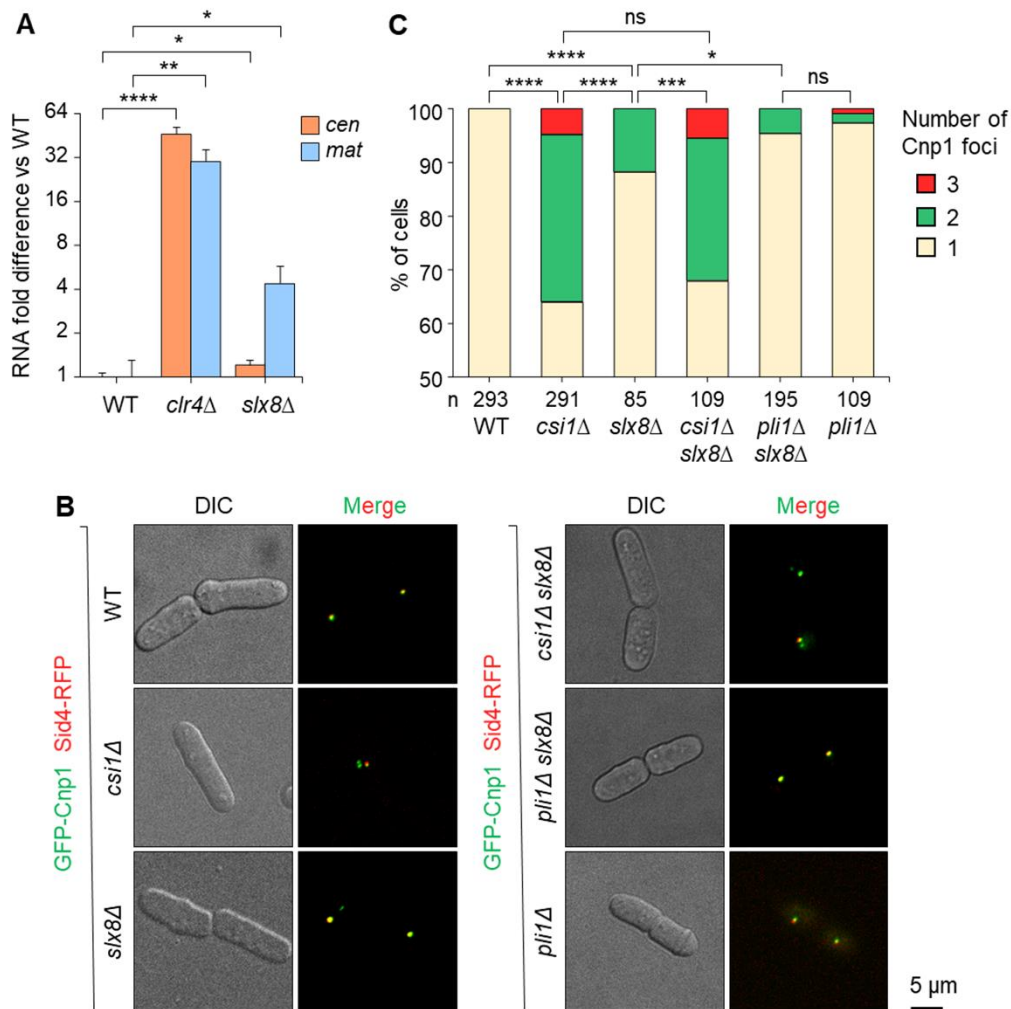 A
*
*
**
****
RNA fold difference vs WT
64
32
16
8
4
2
1
cen
mat
WT
clr4Δ
slx8Δ
C
ns
****
*
****
****
***
ns
% of cells
100
90
80
70
60
50
Number of
Cnp1 foci
3
2
1
n 293 291 85 109 195 109
WT csi1Δ slx8Δ csi1Δ pli1Δ pli1Δ
slx8Δ slx8Δ
B
DIC Merge
GFP-Cnp1 Sid4-RFP
WT
csi1Δ
slx8Δ
DIC Merge
GFP-Cnp1 Sid4-RFP
csi1Δ slx8Δ
pli1Δ slx8Δ
pli1Δ
5 µm